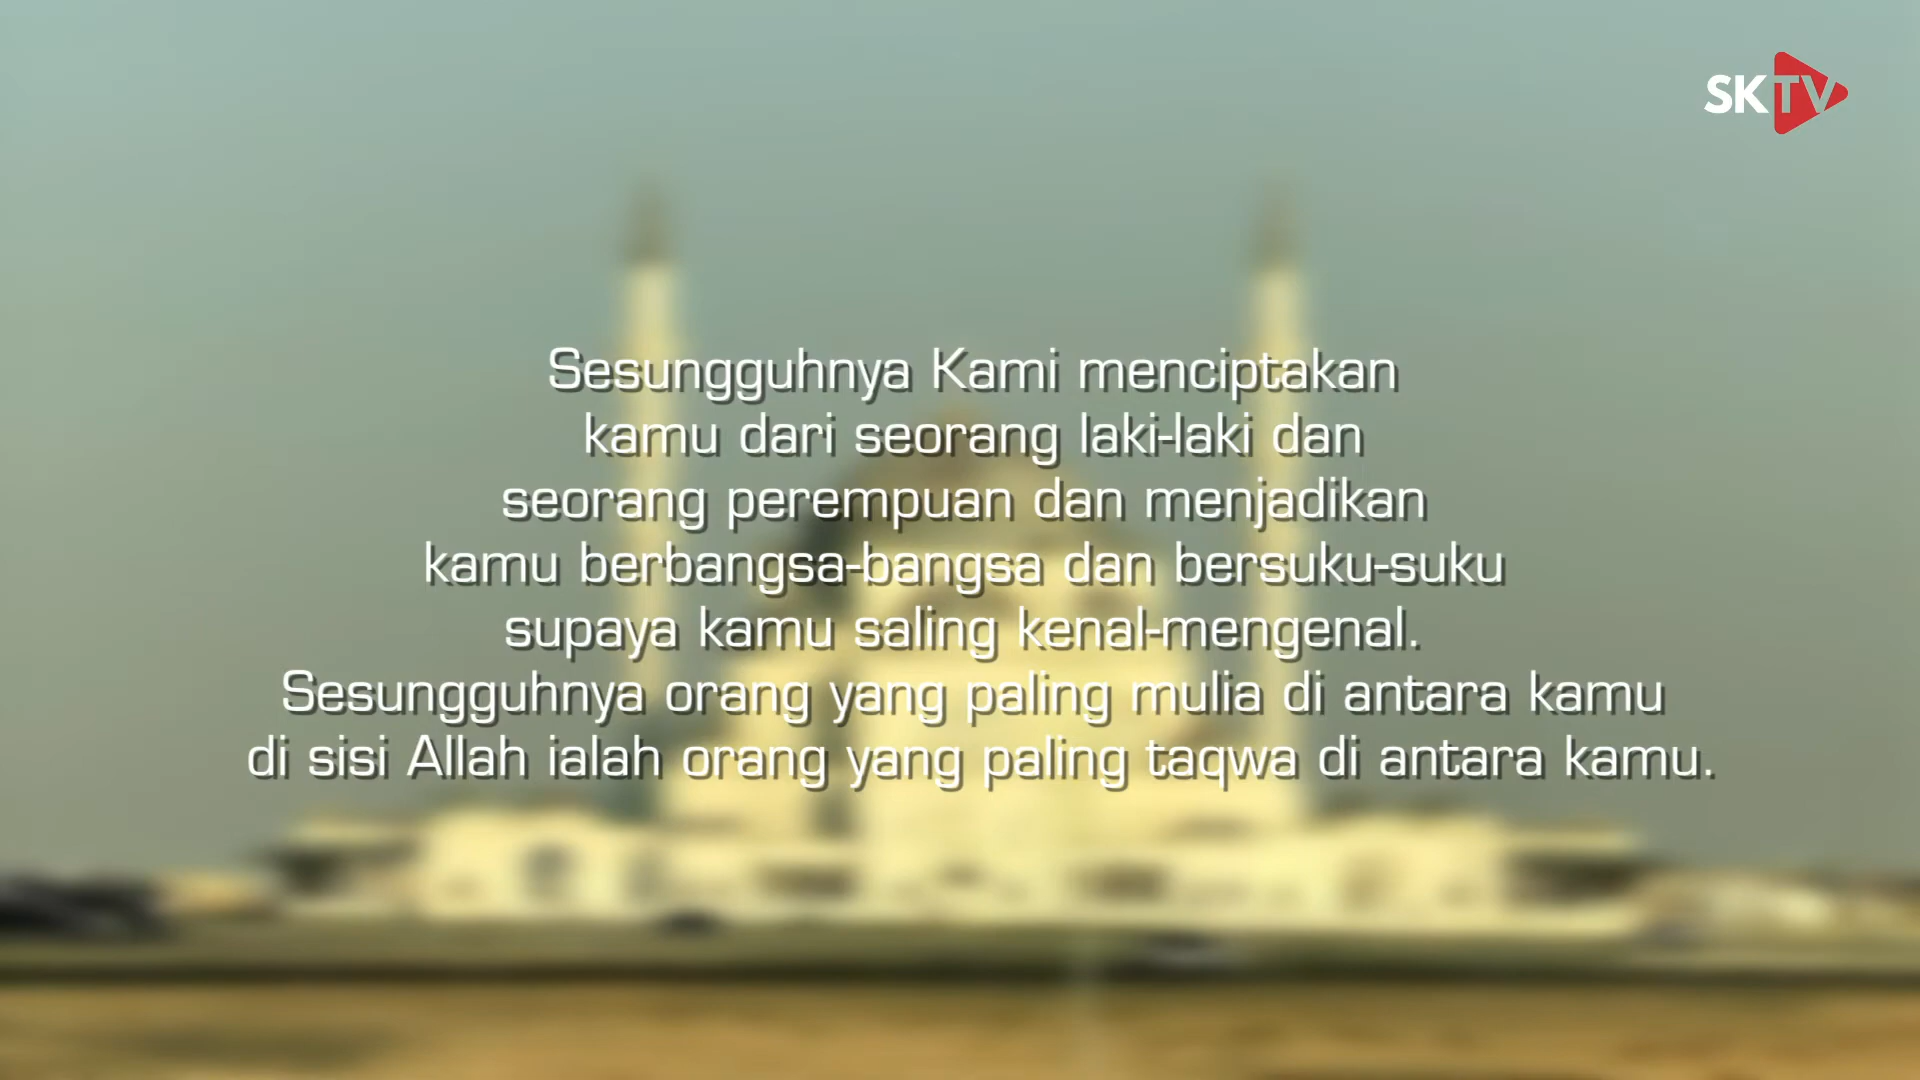 SKTV
Sesungguhnya Kami menciptakan
kamu dari seorang laki-laki dan
seorang perempuan dan menjadikan
kamu berbangsa-bangsa dan bersuku-suku
supaya kamu saling kenal-mengenal.
Sesungguhnya orang yang paling mulia di antara kamu
di sisi Allah ialah orang yang paling taqwa di antara kamu.